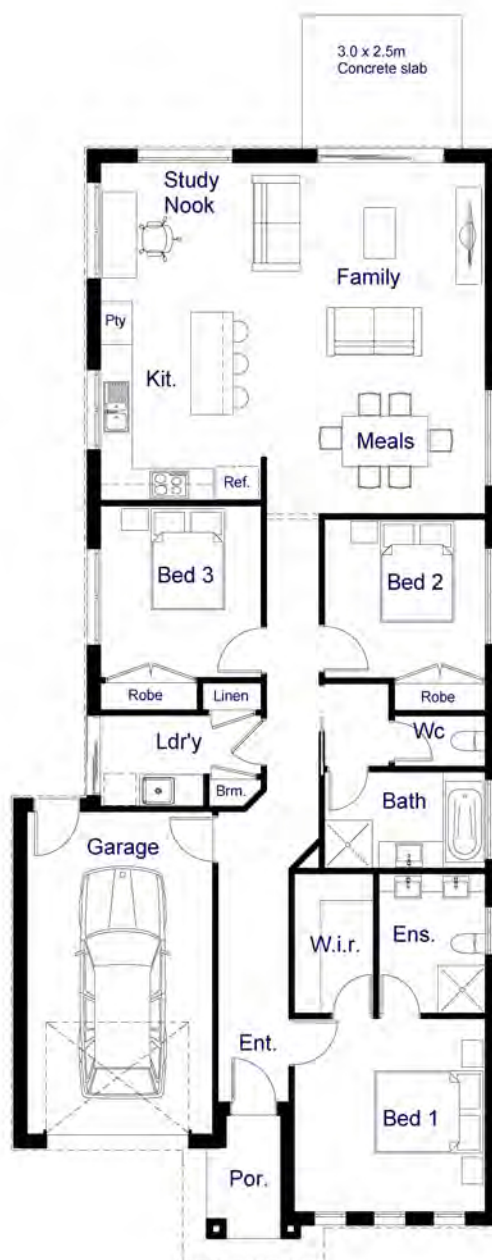 3.0 x 2.5m
Concrete slab
Study
Nook
Family
Pty
Kit.
Meals
Ref.
Bed 3
Bed 2
Robe
Linen
Robe
Ldr'y
Wc
Brm.
Bath
Garage
W.i.r.
Ens.
Ent.
Bed 1
Por.